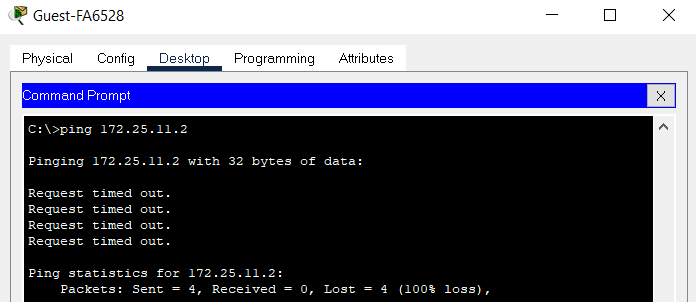 Guest-FA6528
Physical Config Desktop Programming Attributes
Command Prompt
X
C:\>ping 172.25.11.2
Pinging 172.25.11.2 with 32 bytes of data:
Request timed out.
Request timed out.
Request timed out.
Request timed out.
Ping statistics for 172.25.11.2:
    Packets: Sent = 4, Received = 0, Lost = 4 (100% loss),